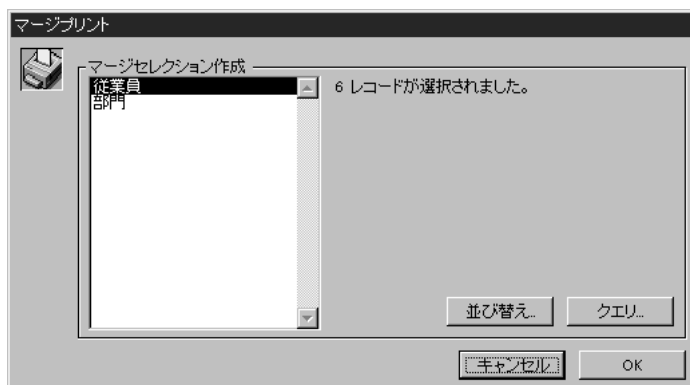 マージプリント
マージセレクション作成
従業員
部門
6 レコードが選択されました。
並び替え...
クエリ...
キャンセル
OK